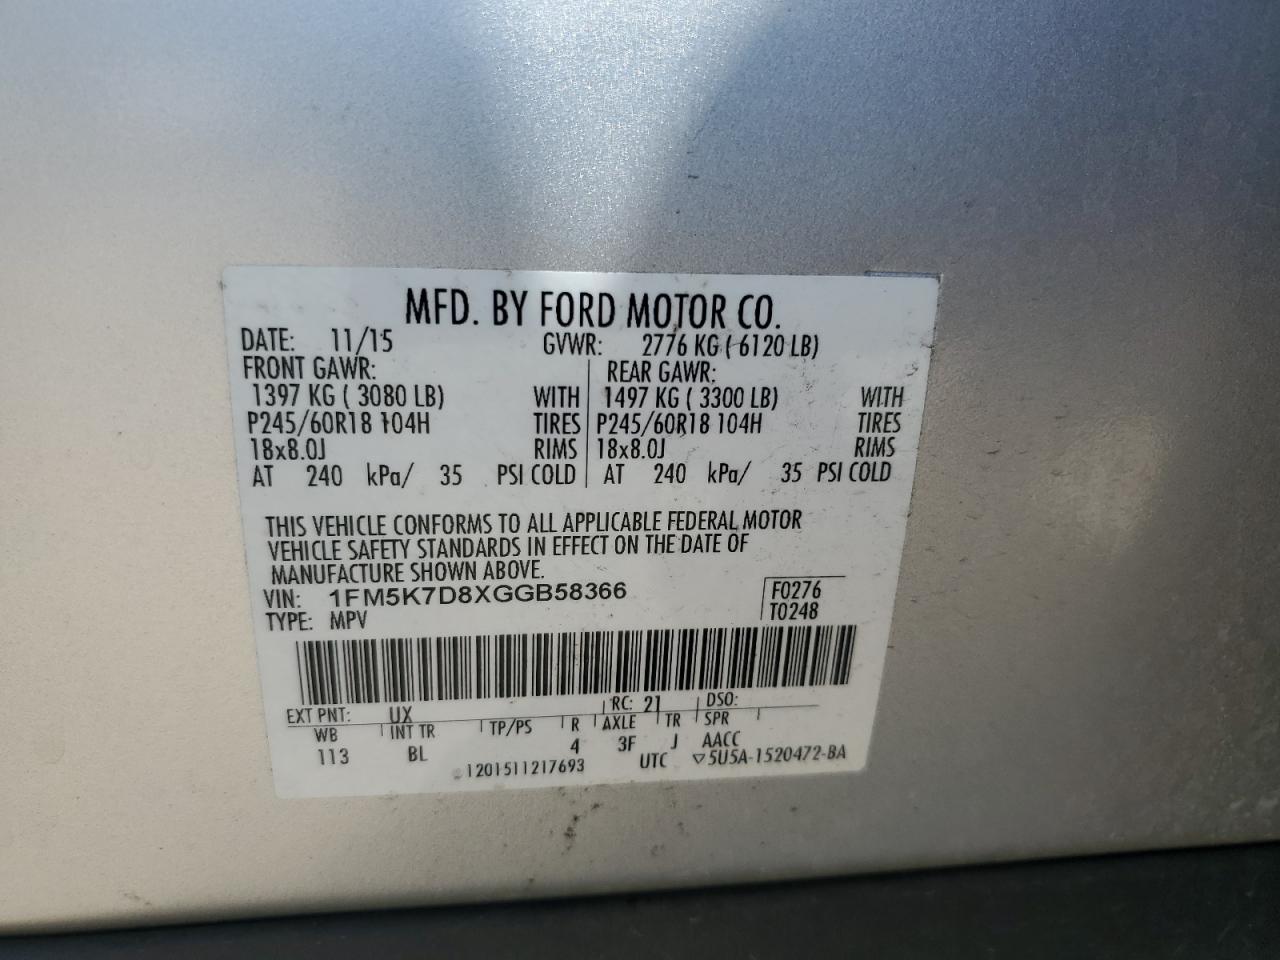 MFD. BY FORD MOTOR CO.
DATE: 11/15 GVWR: 2776 KG ( 6120 LB)
FRONT GAWR: REAR GAWR:
1397 KG ( 3080 LB) WITH 1497 KG ( 3300 LB) WITH
P245/60R18 104H TIRES P245/60R18 104H TIRES
18x8.0J RIMS 18x8.0J RIMS
AT 240 kPa/ 35 PSI COLD AT 240 kPa/ 35 PSI COLD
THIS VEHICLE CONFORMS TO ALL APPLICABLE FEDERAL MOTOR
VEHICLE SAFETY STANDARDS IN EFFECT ON THE DATE OF
MANUFACTURE SHOWN ABOVE.
VIN: 1FM5K7D8XGGB58366 F0276
TYPE: MPV T0248
EXT PNT: UX RC: 21 DSO:
WB INT TR TP/PS R AXLE TR SPR
113 BL 4 3F J AACC
1201511217693 UTC ▽5U5A-1520472-BA